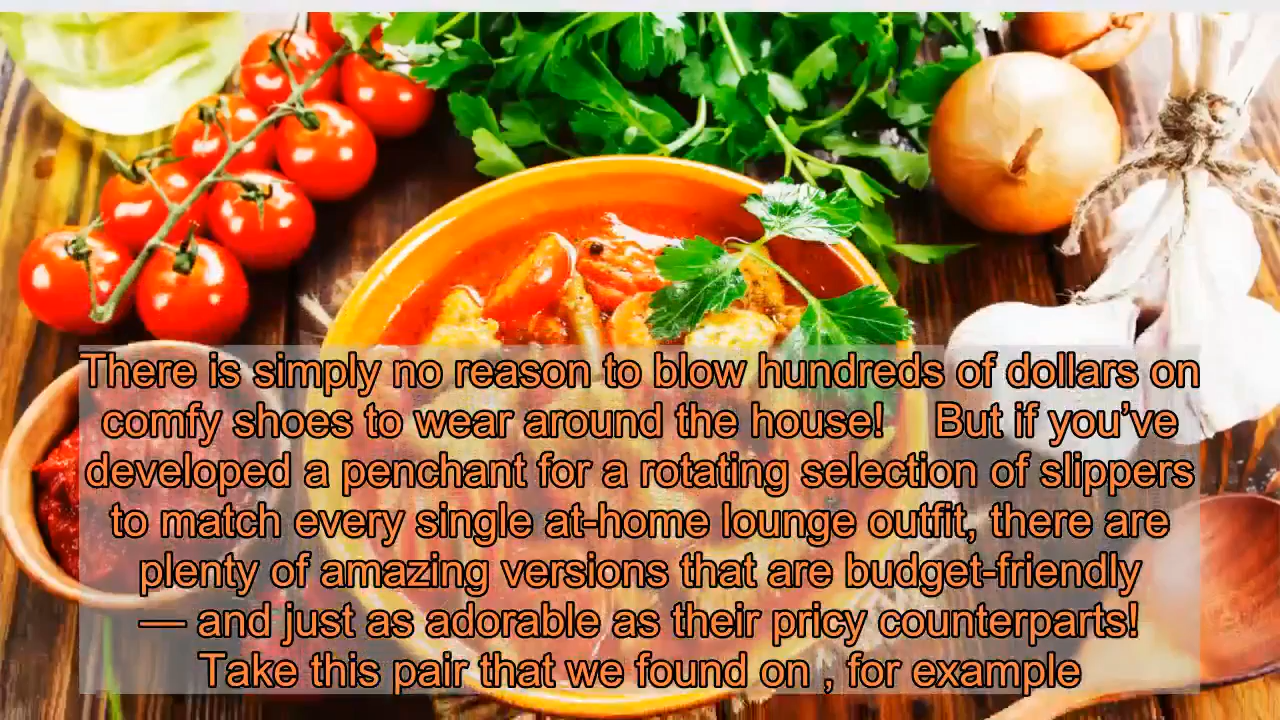 There is simply no reason to blow hundreds of dollars on
comfy shoes to wear around the house!    But if you’ve
developed a penchant for a rotating selection of slippers
to match every single at-home lounge outfit, there are
plenty of amazing versions that are budget-friendly
— and just as adorable as their pricy counterparts!
Take this pair that we found on , for example